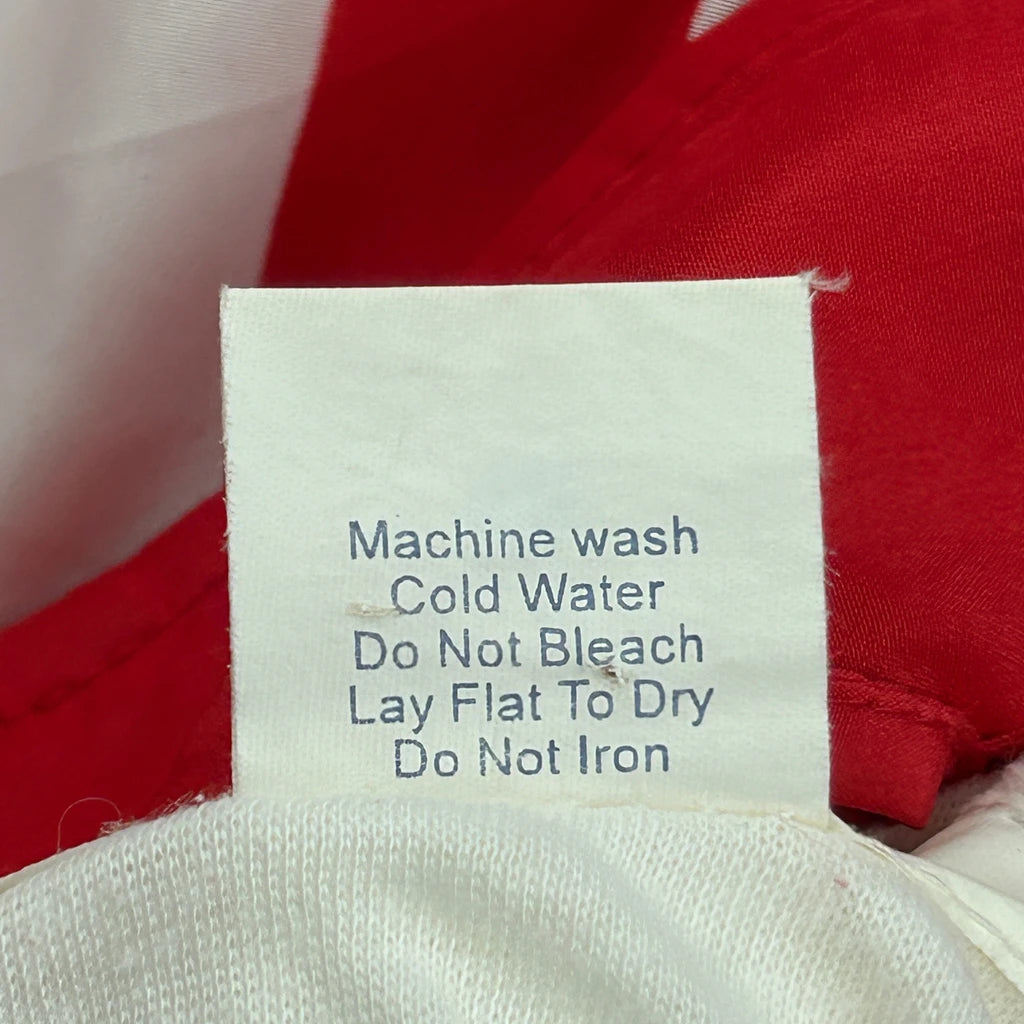 Machine wash
Cold Water
Do Not Bleach
Lay Flat To Dry
Do Not Iron